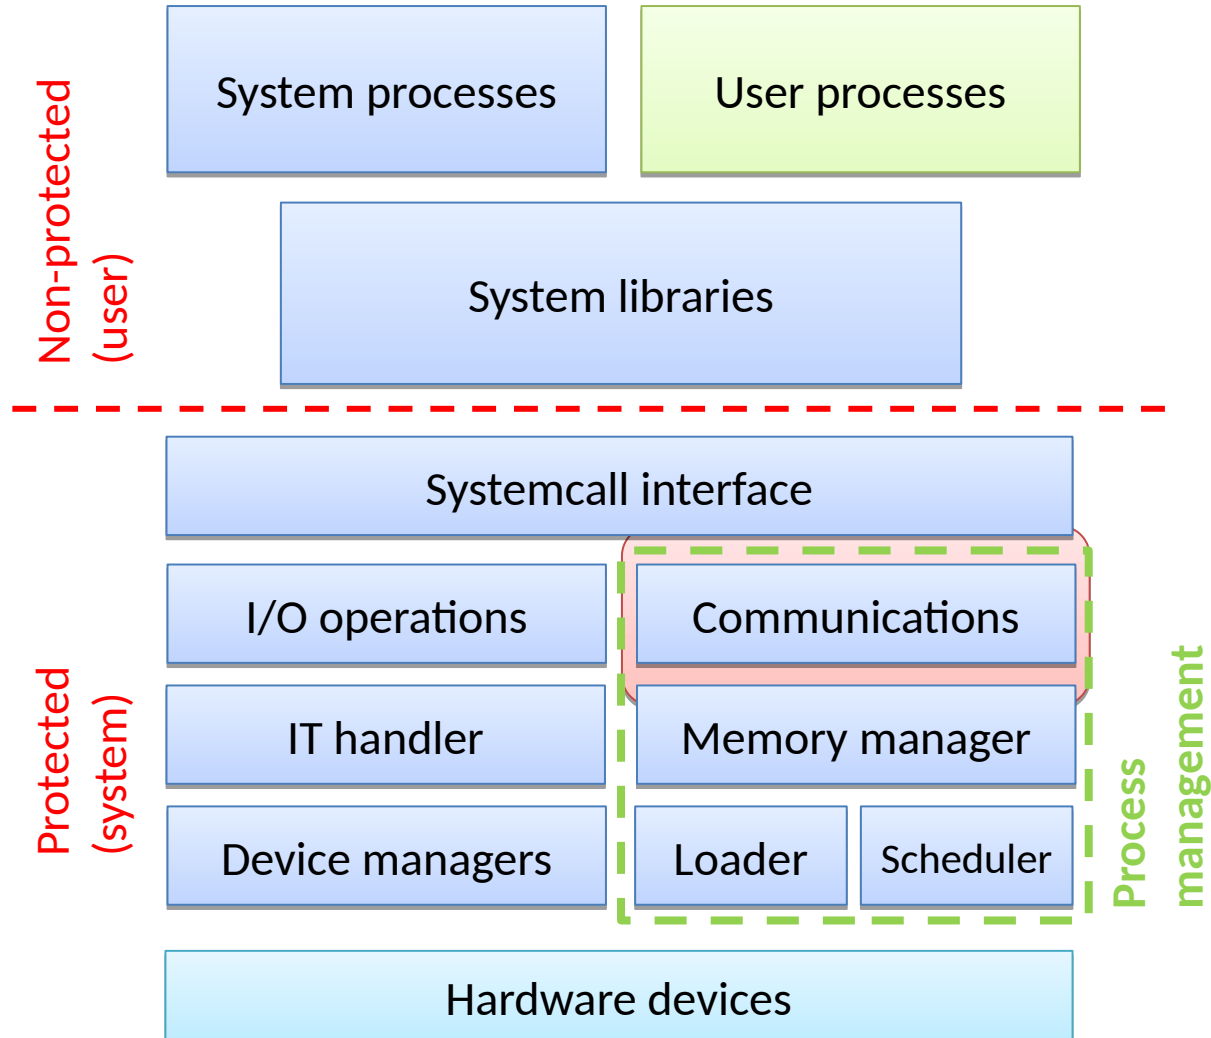 System processes
User processes
Non-protected
(user)
System libraries
Systemcall interface
I/O operations
Communications
Protected
(system)
IT handler
Memory manager
Process
management
Device managers
Loader
Scheduler
Hardware devices